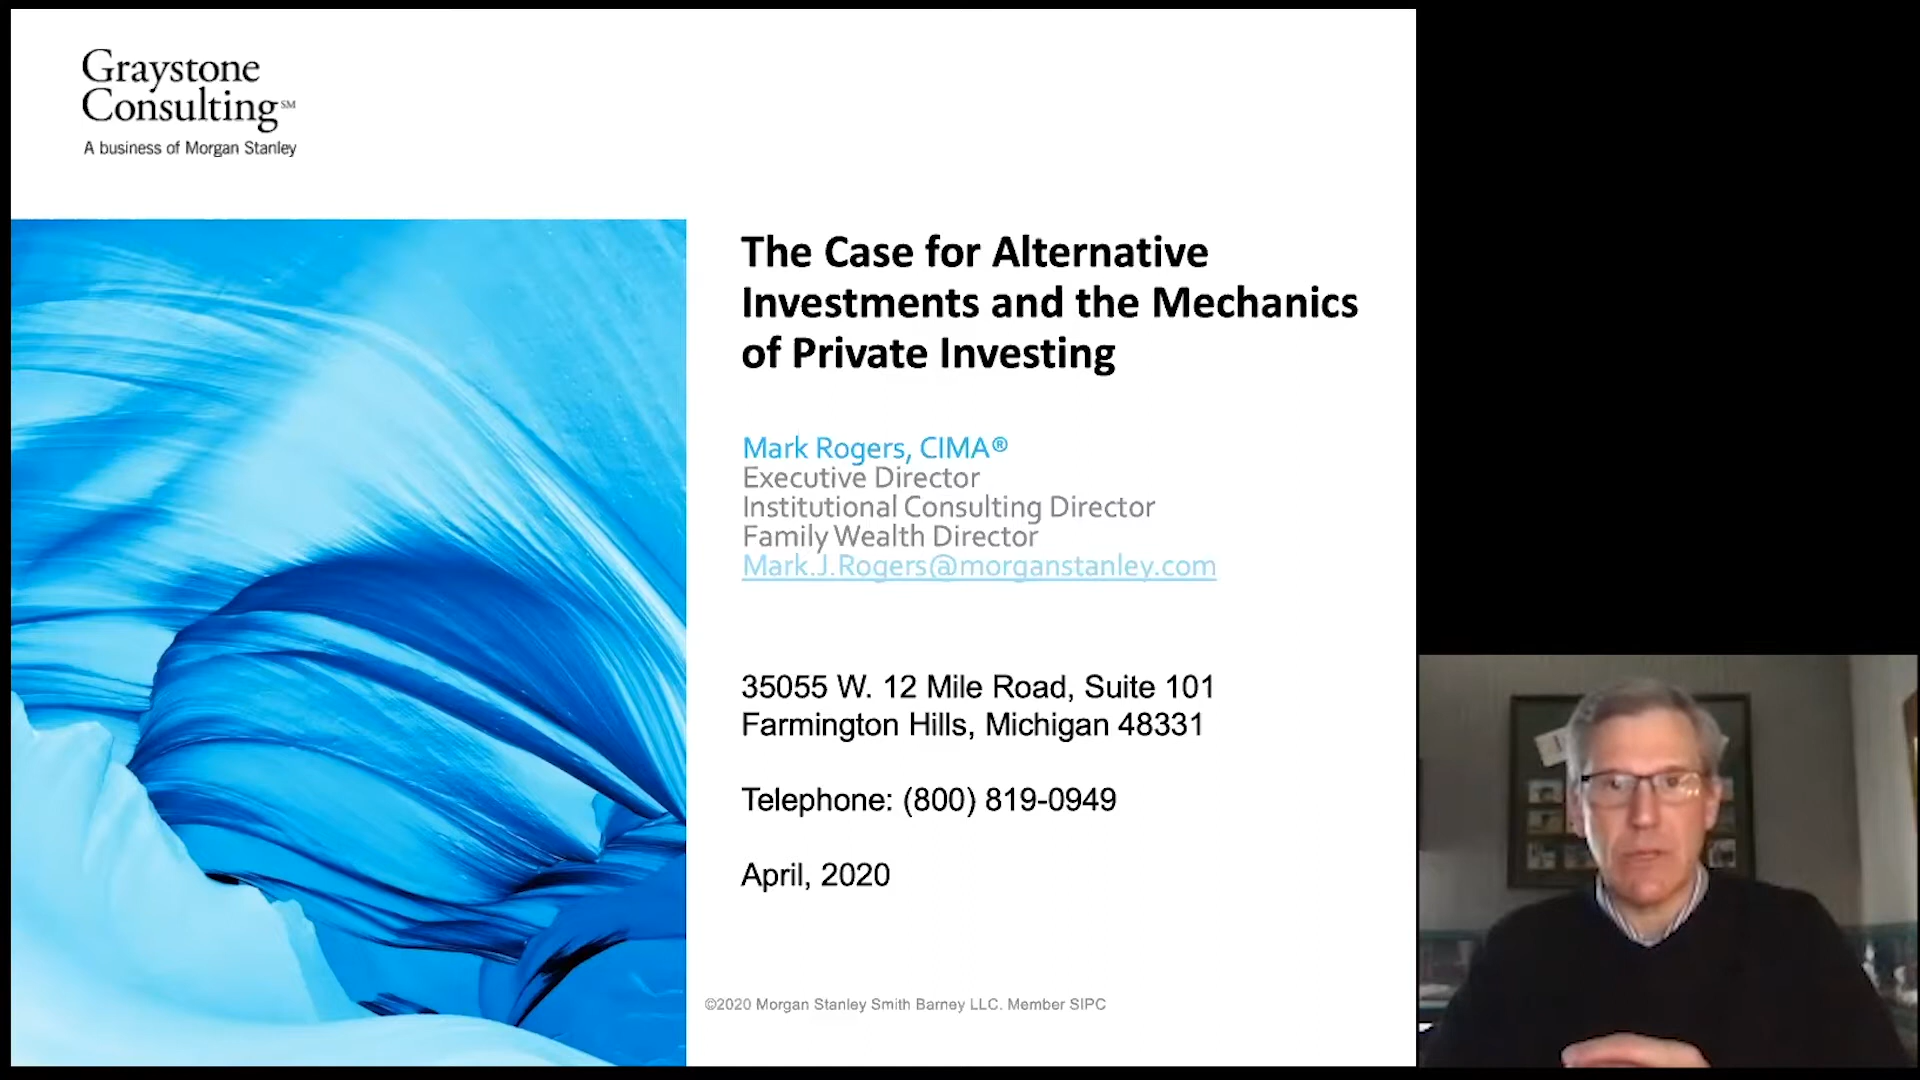 Graystone
Consulting℠
A business of Morgan Stanley
The Case for Alternative
Investments and the Mechanics
of Private Investing
Mark Rogers, CIMA®
Executive Director
Institutional Consulting Director
Family Wealth Director
Mark.J.Rogers@morganstanley.com
35055 W. 12 Mile Road, Suite 101
Farmington Hills, Michigan 48331
Telephone: (800) 819-0949
April, 2020
©2020 Morgan Stanley Smith Barney LLC. Member SIPC